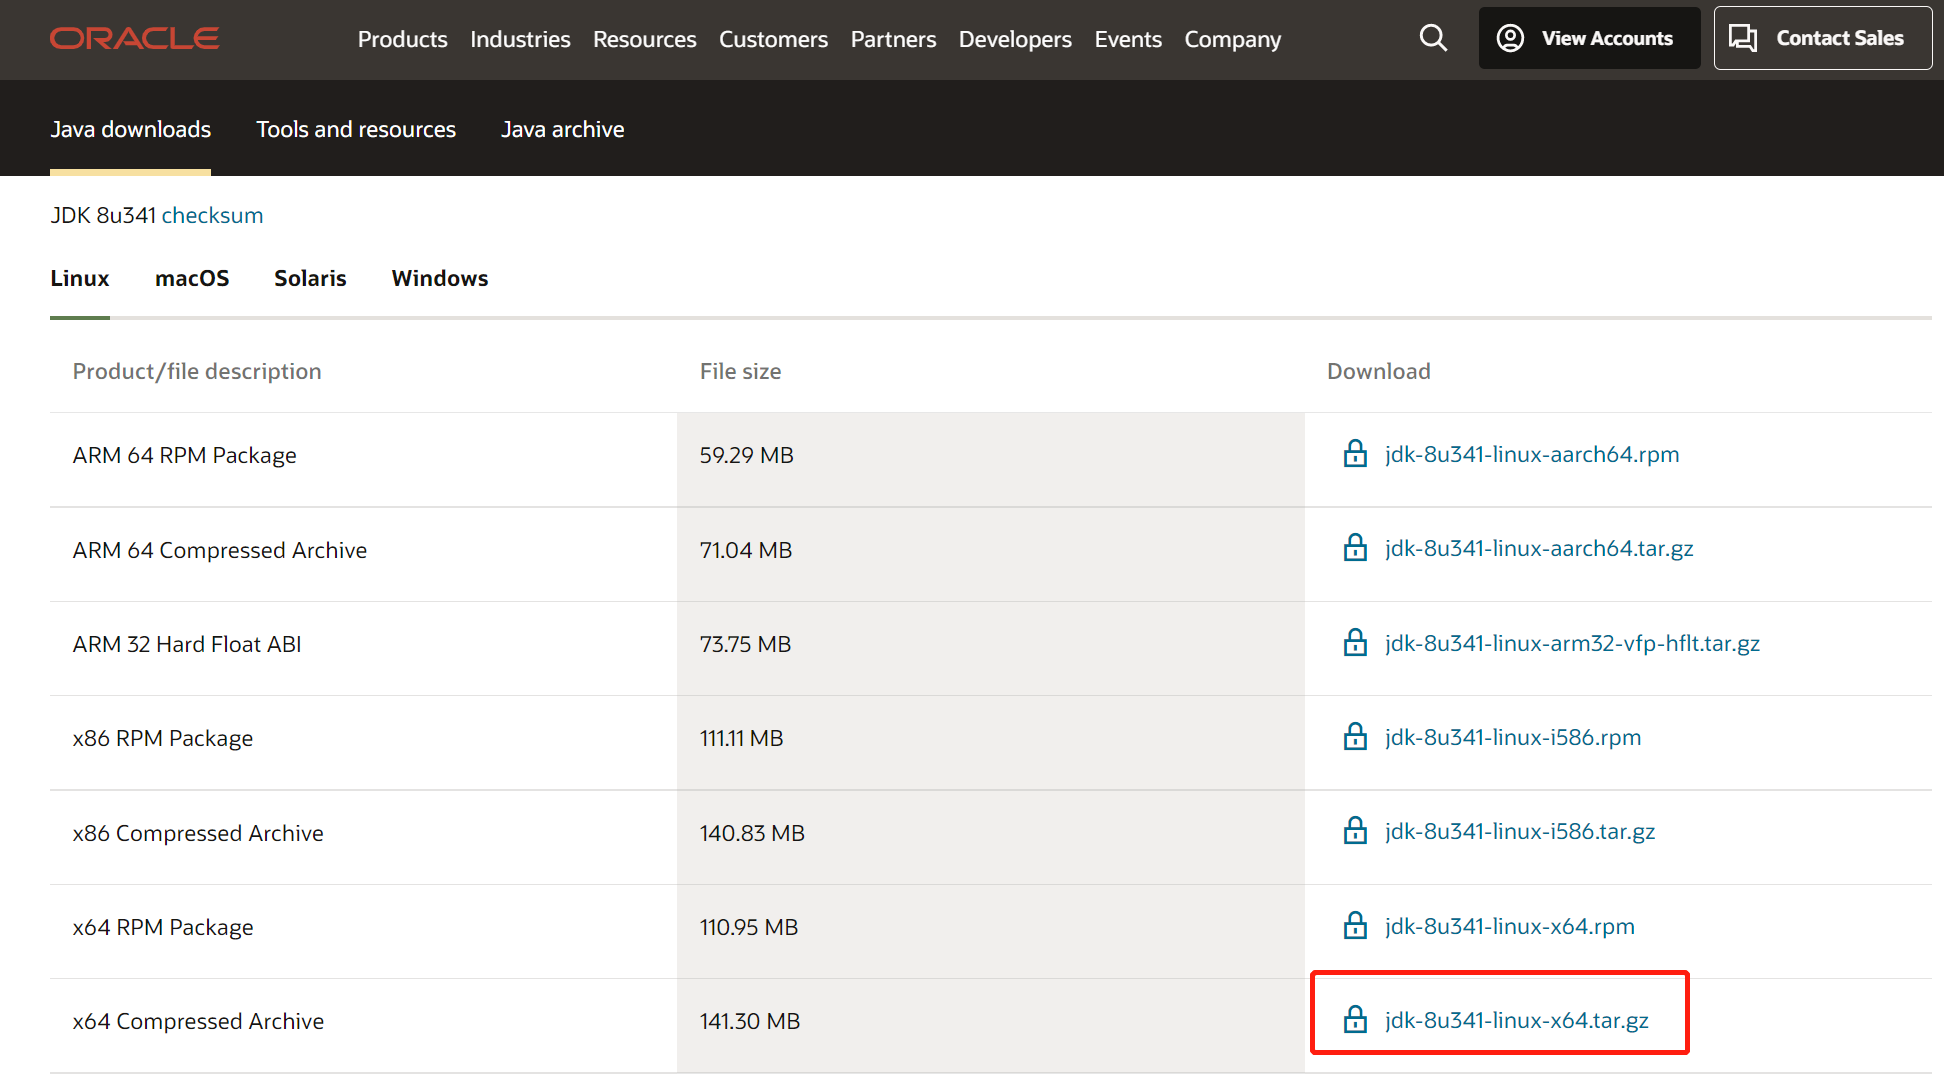 ORACLE Products Industries Resources Customers Partners Developers Events Company View Accounts Contact Sales
Java downloads Tools and resources Java archive
JDK 8u341 checksum
Linux macOS Solaris Windows
Product/file description File size Download
ARM 64 RPM Package 59.29 MB jdk-8u341-linux-aarch64.rpm
ARM 64 Compressed Archive 71.04 MB jdk-8u341-linux-aarch64.tar.gz
ARM 32 Hard Float ABI 73.75 MB jdk-8u341-linux-arm32-vfp-hflt.tar.gz
x86 RPM Package 111.11 MB jdk-8u341-linux-i586.rpm
x86 Compressed Archive 140.83 MB jdk-8u341-linux-i586.tar.gz
x64 RPM Package 110.95 MB jdk-8u341-linux-x64.rpm
x64 Compressed Archive 141.30 MB jdk-8u341-linux-x64.tar.gz